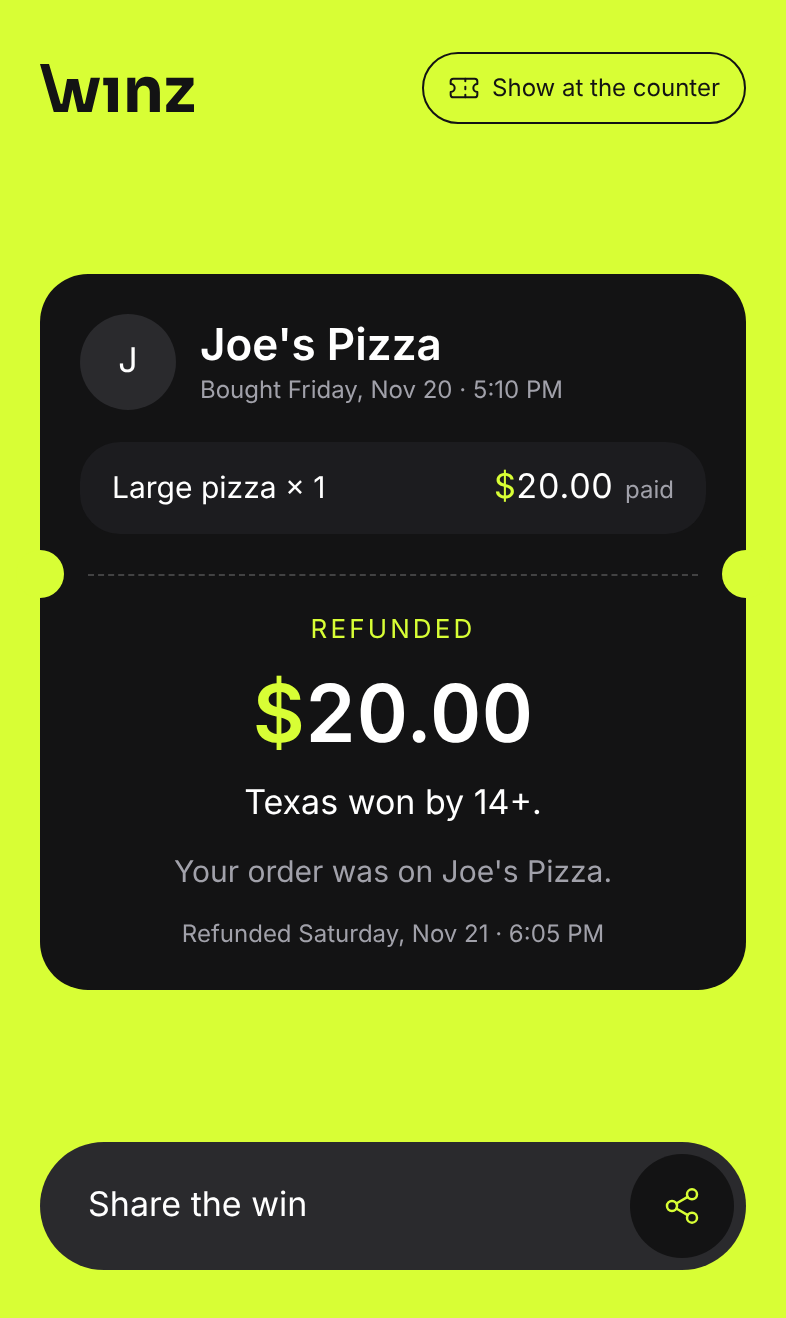 winz
Show at the counter
J
Joe's Pizza
Bought Friday, Nov 20 · 5:10 PM
Large pizza × 1 $20.00 paid
REFUNDED
$20.00
Texas won by 14+.
Your order was on Joe's Pizza.
Refunded Saturday, Nov 21 · 6:05 PM
Share the win